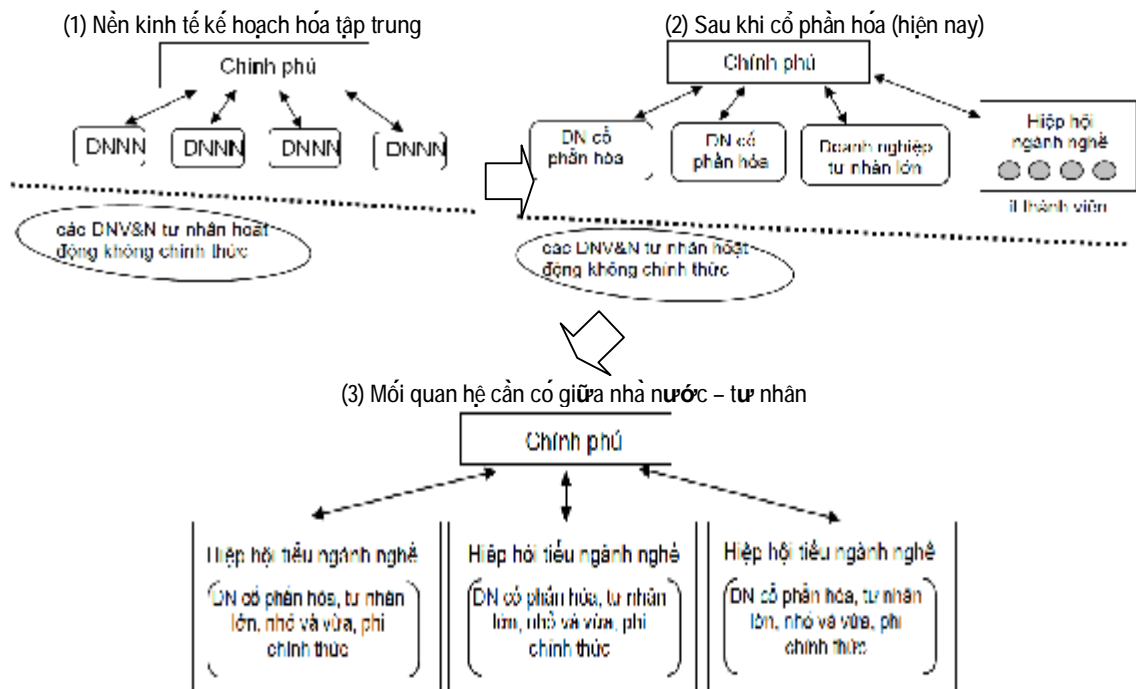 (1) Nền kinh tế kế hoạch hóa tập trung
Chính phủ
DNNN
DNNN
DNNN
DNNN
các DNV&N tư nhân hoạt
động không chính thức
(2) Sau khi cổ phần hóa (hiện nay)
Chính phủ
DN cổ
phần hóa
DN cổ
phần hóa
Doanh nghiệp
tư nhân lớn
Hiệp hội
ngành nghề
ít thành viên
các DNV&N tư nhân hoạt
động không chính thức
(3) Mối quan hệ cần có giữa nhà nước – tư nhân
Chính phủ
Hiệp hội tiểu ngành nghề
DN cổ phần hóa, tư nhân
lớn, nhỏ và vừa, phi
chính thức
Hiệp hội tiểu ngành nghề
DN cổ phần hóa, tư nhân
lớn, nhỏ và vừa, phi
chính thức
Hiệp hội tiểu ngành nghề
DN cổ phần hóa, tư nhân
lớn, nhỏ và vừa, phi
chính thức